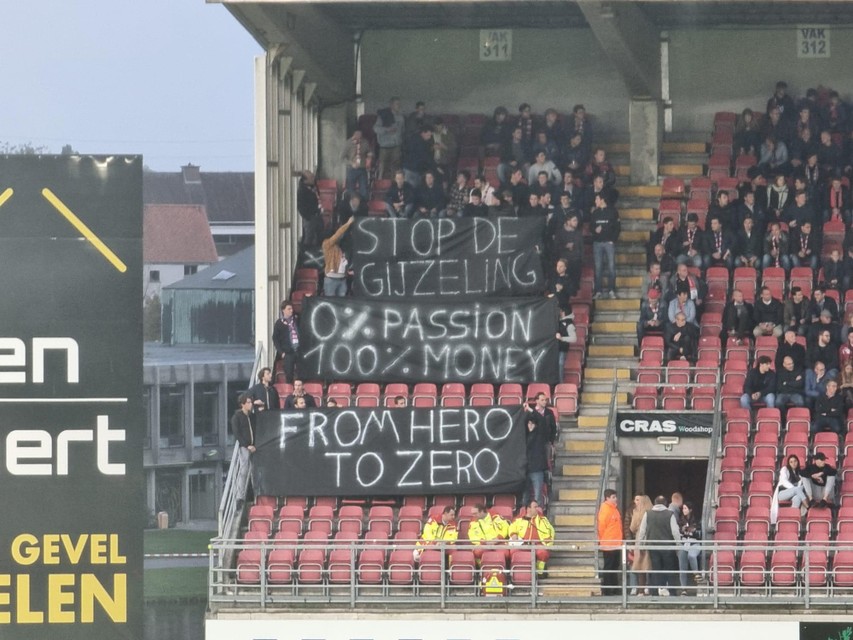 VAK
311
VAK
312
STOP DE
GIJZELING
0% PASSION
100% MONEY
FROM HERO
TO ZERO
CRAS Woodshop
en
ert
GEVEL
ELEN